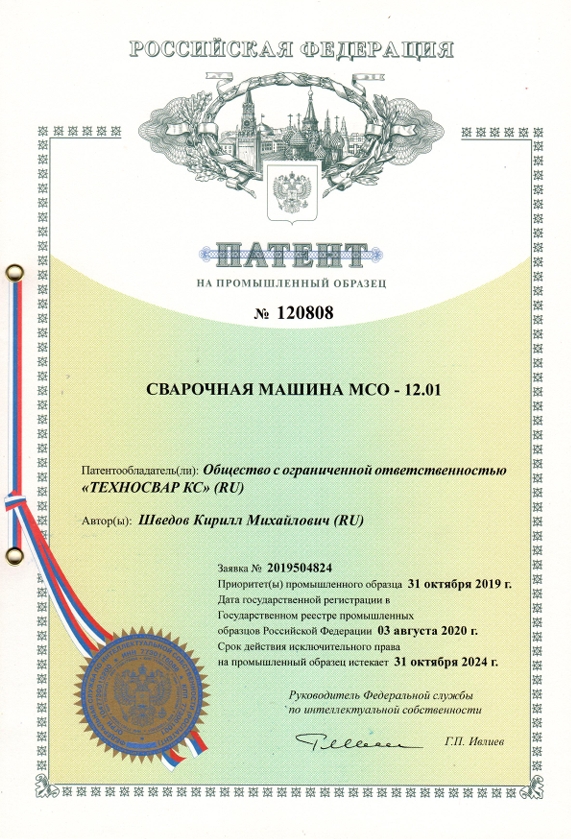 РОССИЙСКАЯ ФЕДЕРАЦИЯ
ПАТЕНТ
НА ПРОМЫШЛЕННЫЙ ОБРАЗЕЦ
№ 120808
СВАРОЧНАЯ МАШИНА МСО - 12.01
Патентообладатель(ли): Общество с ограниченной ответственностью
«ТЕХНОСВАР КС» (RU)
Автор(ы): Шведов Кирилл Михайлович (RU)
Заявка № 2019504824
Приоритет(ы) промышленного образца 31 октября 2019 г.
Дата государственной регистрации в
Государственном реестре промышленных
образцов Российской Федерации 03 августа 2020 г.
Срок действия исключительного права
на промышленный образец истекает 31 октября 2024 г.
Руководитель Федеральной службы
по интеллектуальной собственности
Г.П. Ивлиев